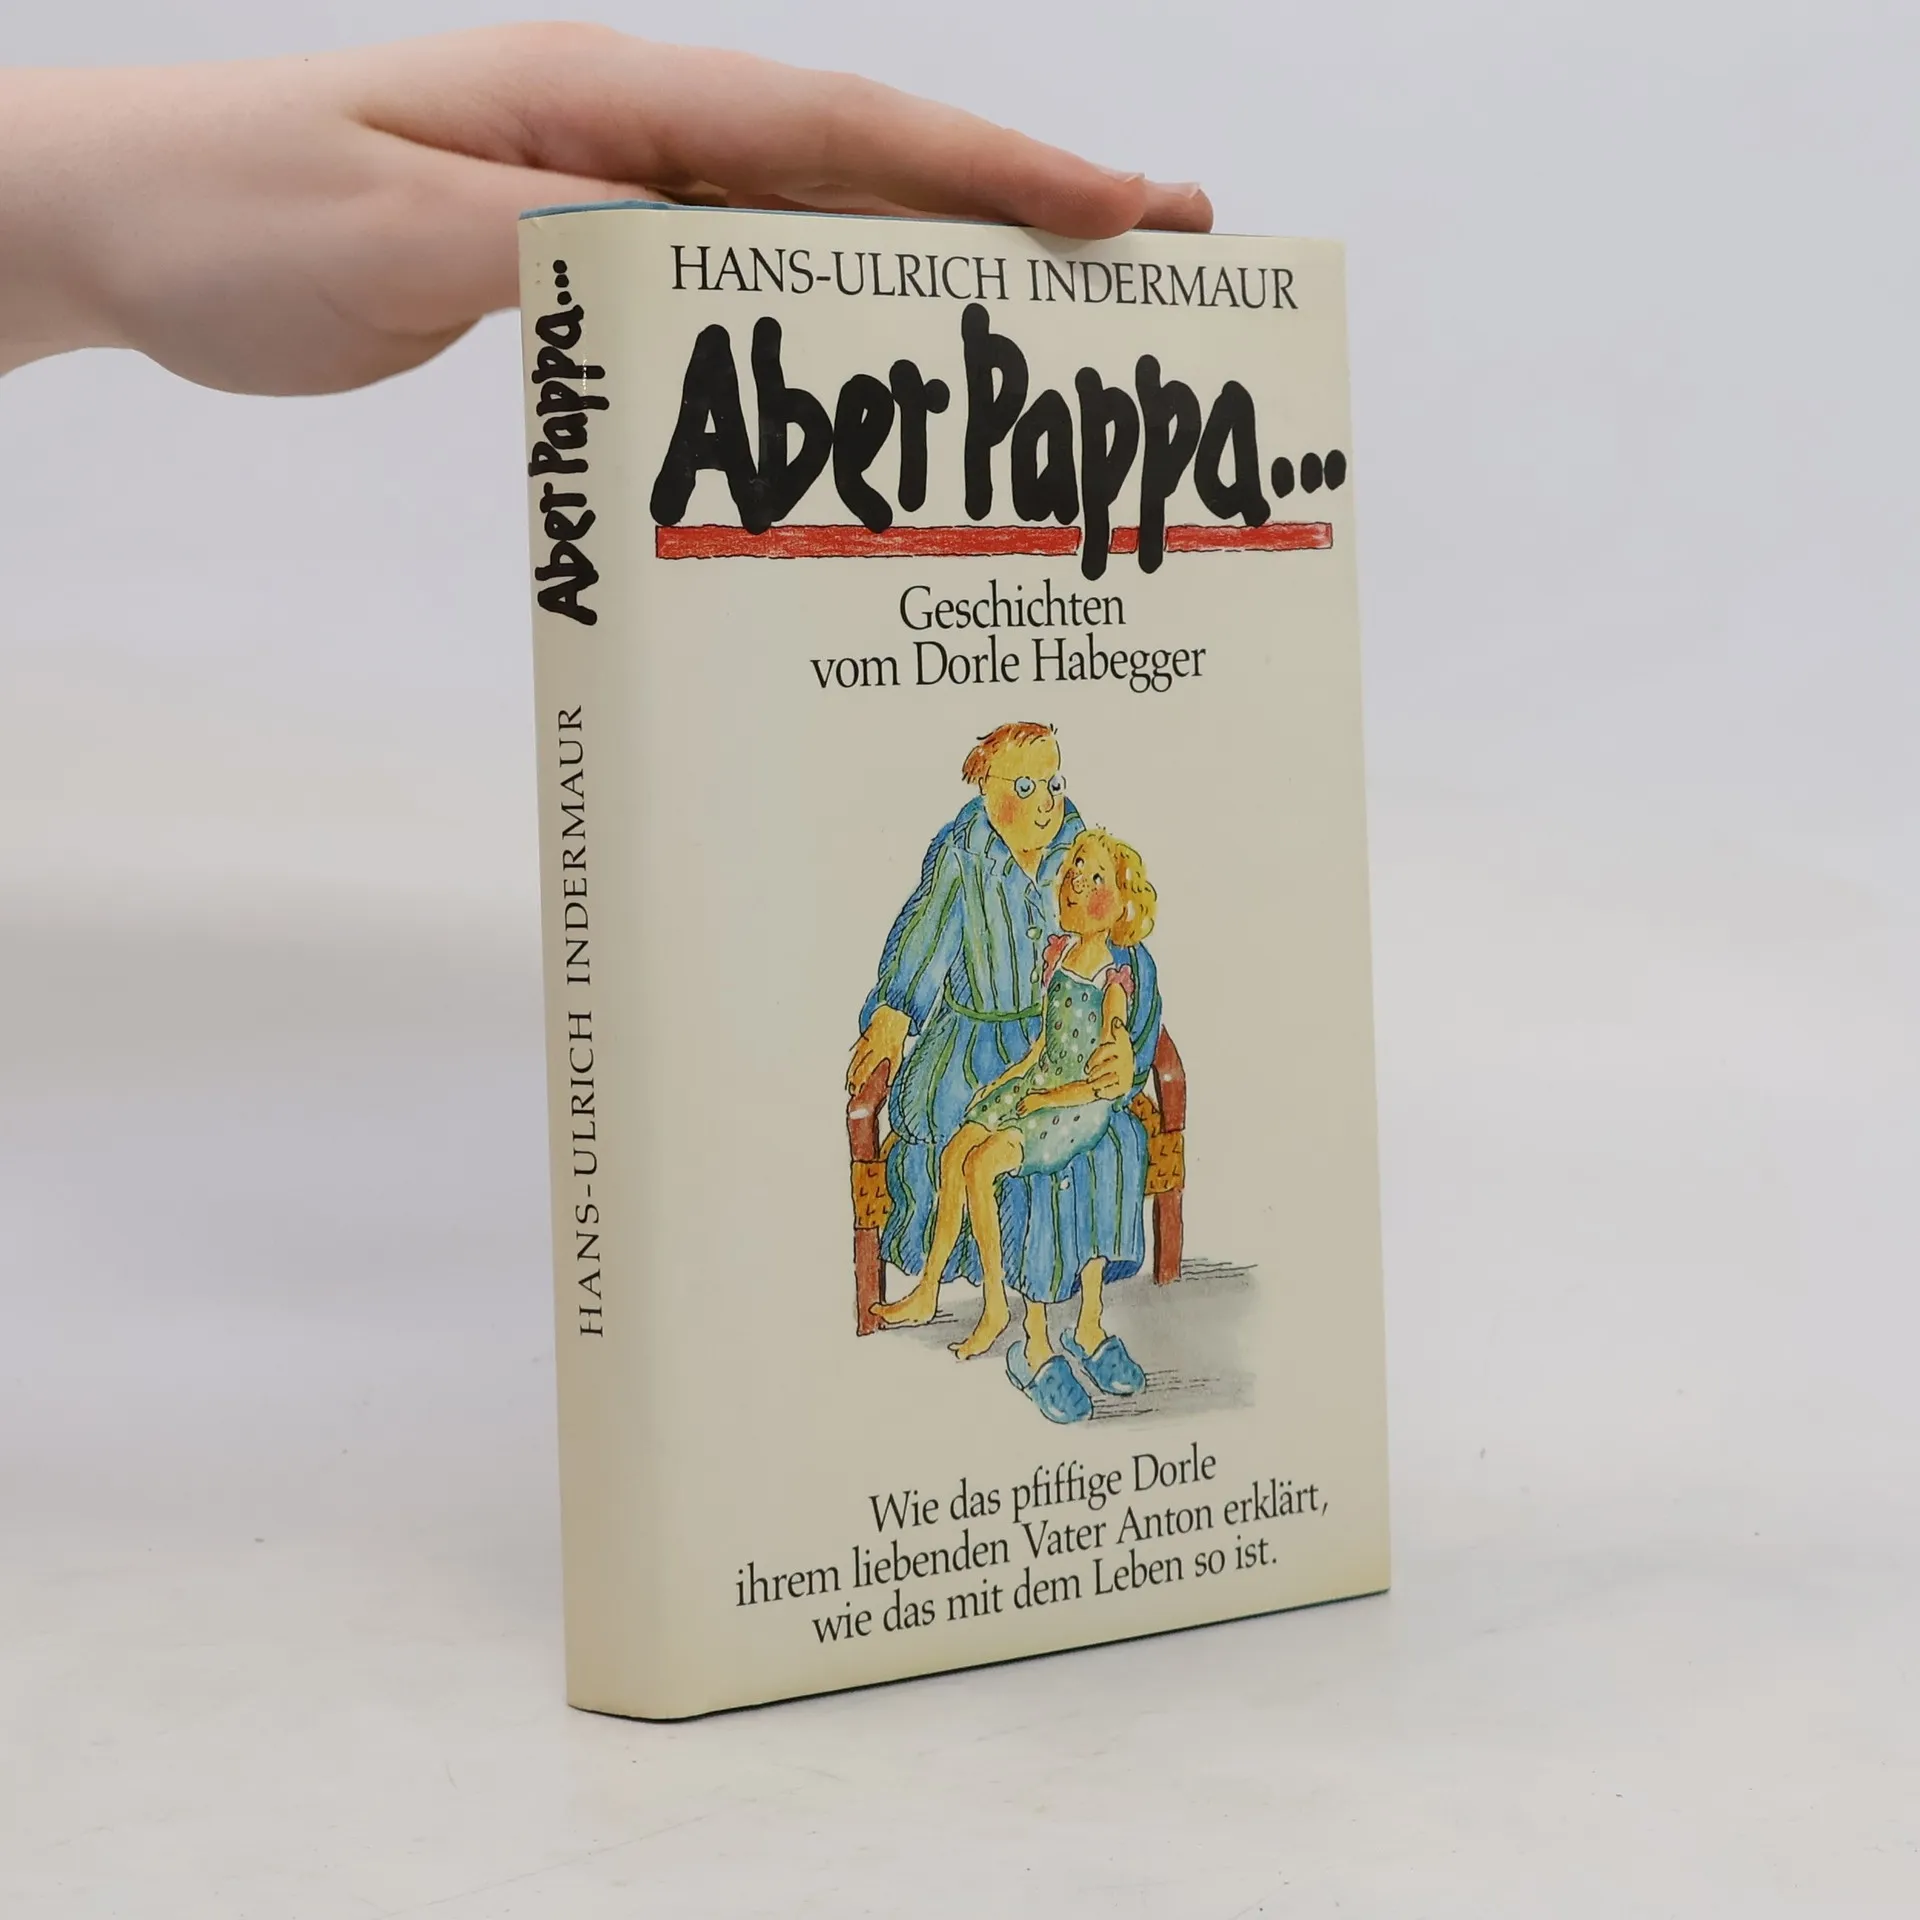 HANS-ULRICH INDERMAUR
Aber Pappa...
Geschichten
vom Dorle Habegger
Wie das pfiffige Dorle
ihrem liebenden Vater Anton erklärt,
wie das mit dem Leben so ist.
Aber Pappa...
HANS-ULRICH INDERMAUR